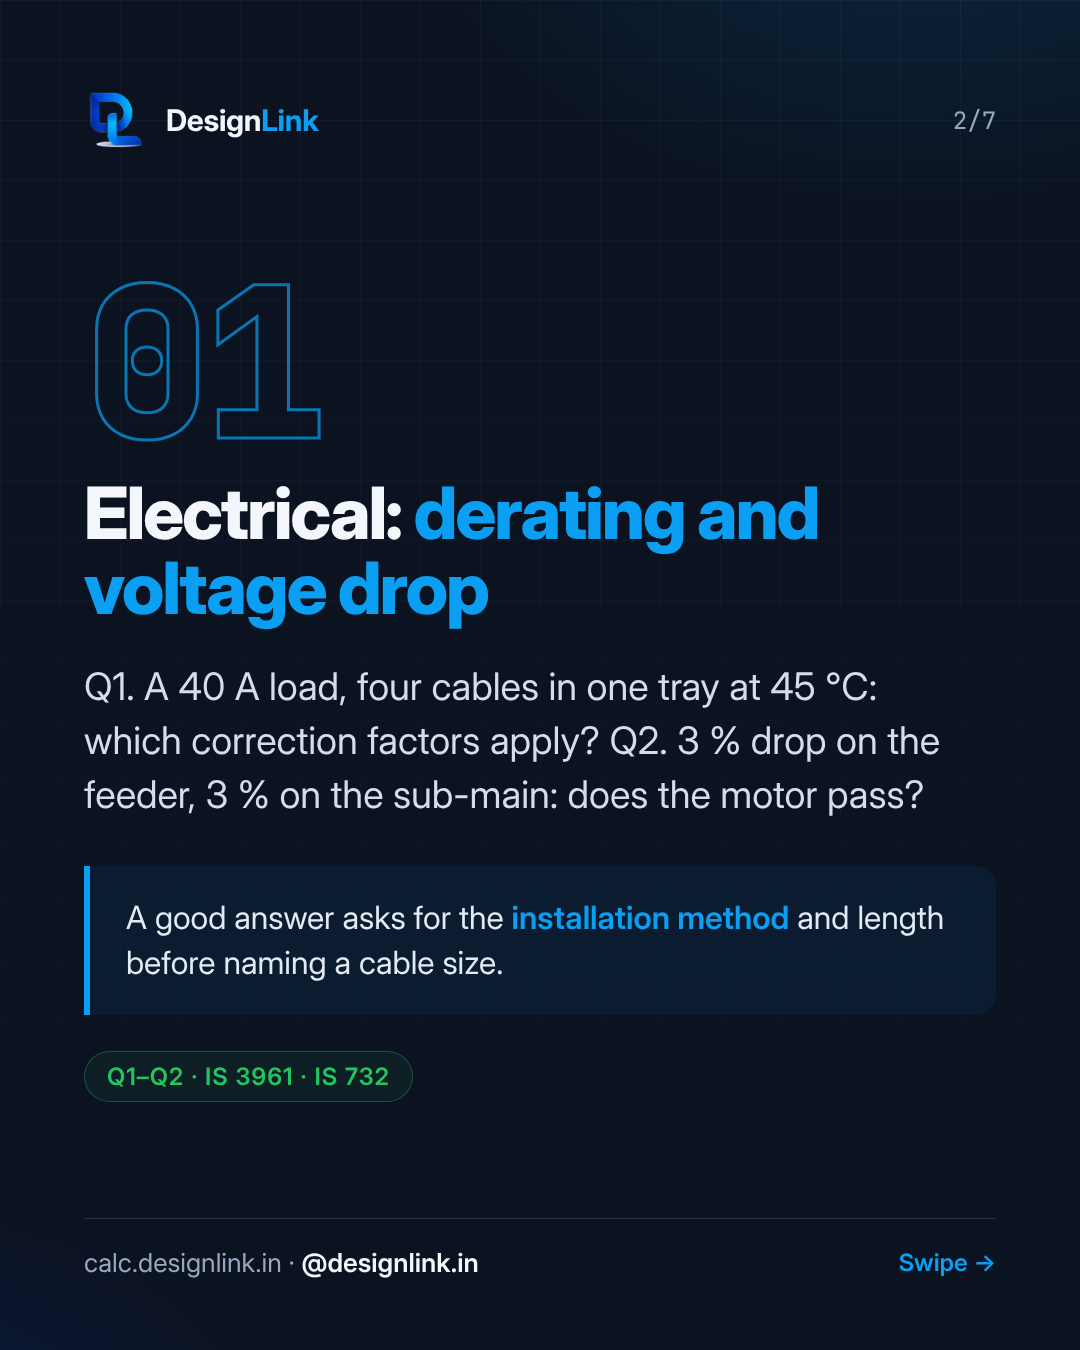 DesignLink
2/7
01
Electrical: derating and
voltage drop
Q1. A 40 A load, four cables in one tray at 45 °C:
which correction factors apply? Q2. 3 % drop on the
feeder, 3 % on the sub-main: does the motor pass?
A good answer asks for the installation method and length
before naming a cable size.
Q1–Q2 · IS 3961 · IS 732
calc.designlink.in · @designlink.in
Swipe →